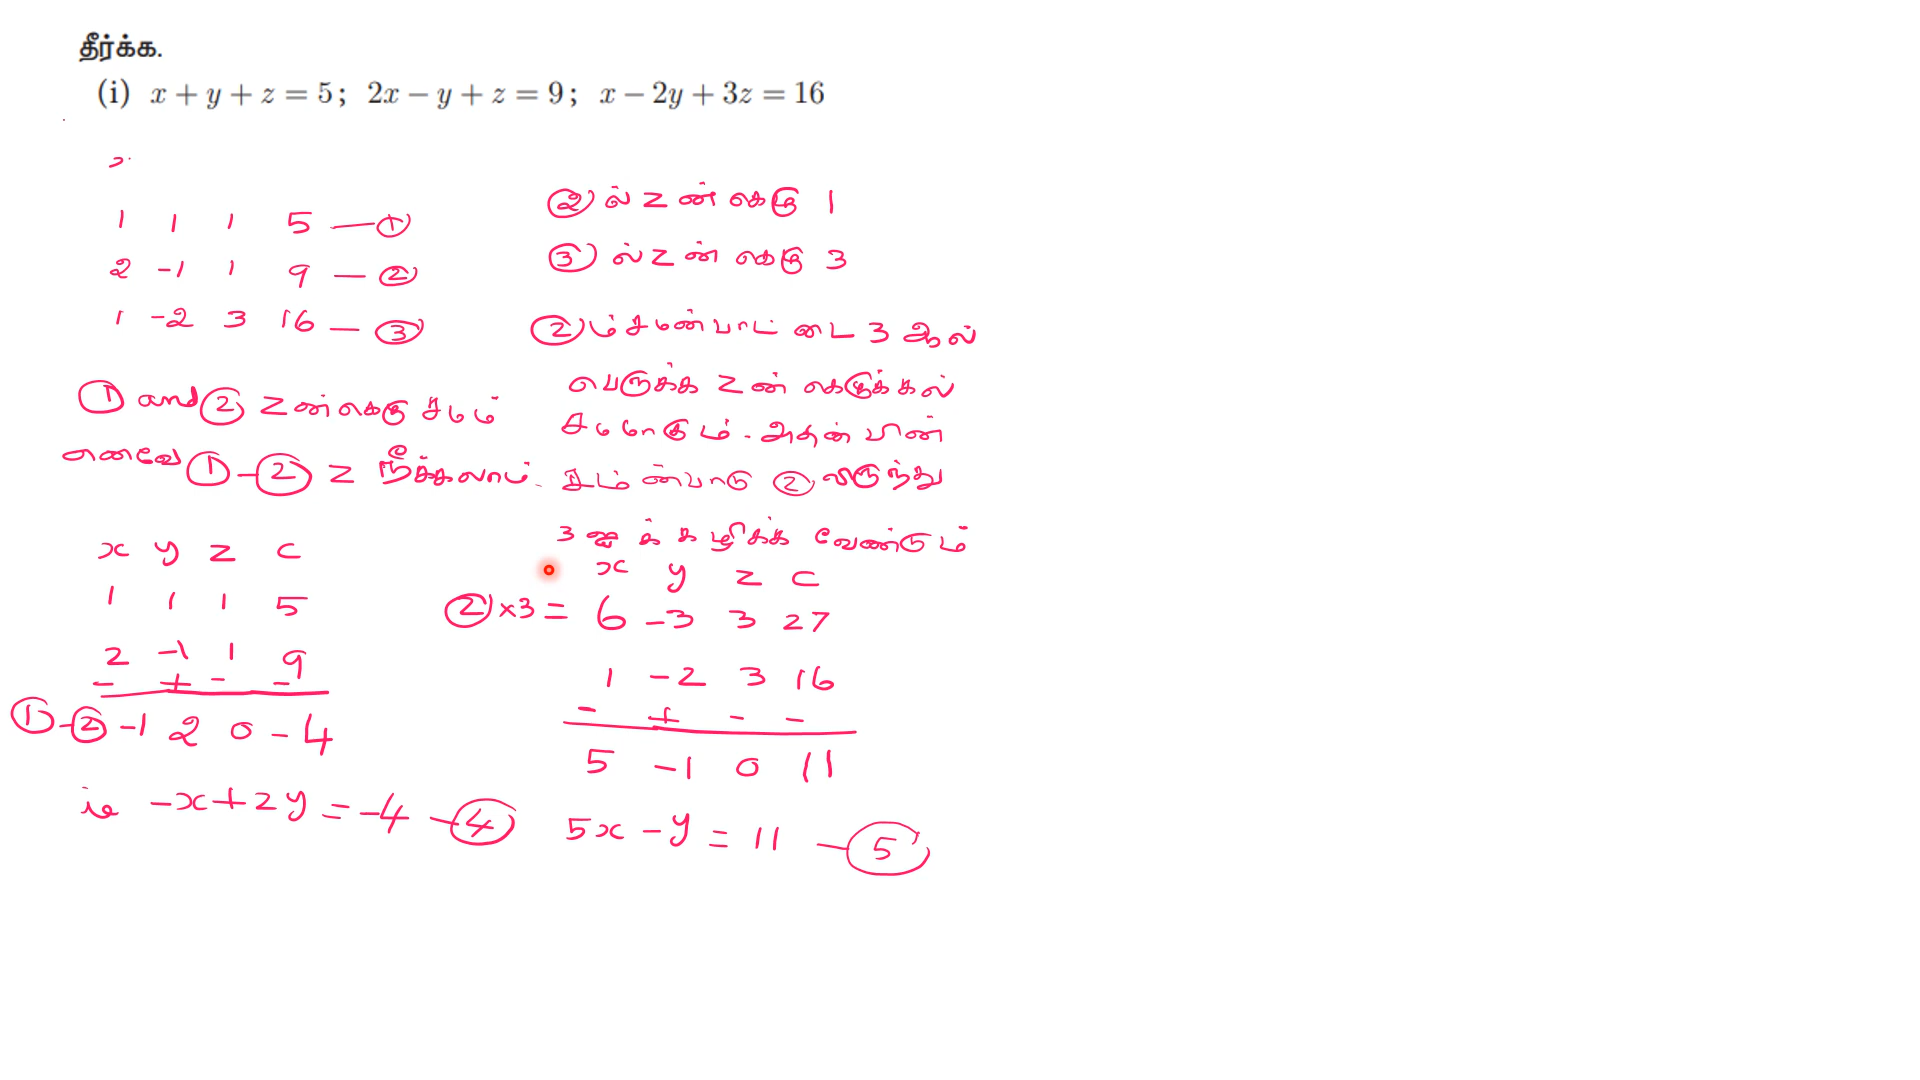 தீர்க்க.
(i) x + y + z = 5 ; 2x − y + z = 9 ; x − 2y + 3z = 16
1 1 1 5 — ①
2 -1 1 9 — ②
1 -2 3 16 — ③
① and ② z ன் கெழு சமம்
எனவே ① - ② z நீக்கலாம்.
x y z c
1 1 1 5
2 -1 1 9
- + - -
① - ② -1 2 0 -4
ie -x + 2y = -4 — ④
② ல் z ன் கெழு 1
③ ல் z ன் கெழு 3
② ம் சமன்பாட்டை 3 ஆல்
பெருக்க z ன் கெழுக்கல்
சமமாகும். அதன் பின்
சமன்பாடு ② லிருந்து
3 ஐக் கழிக்க வேண்டும்
x y z c
② ×3 = 6 -3 3 27
1 -2 3 16
- + - -
5 -1 0 11
5x - y = 11 — ⑤